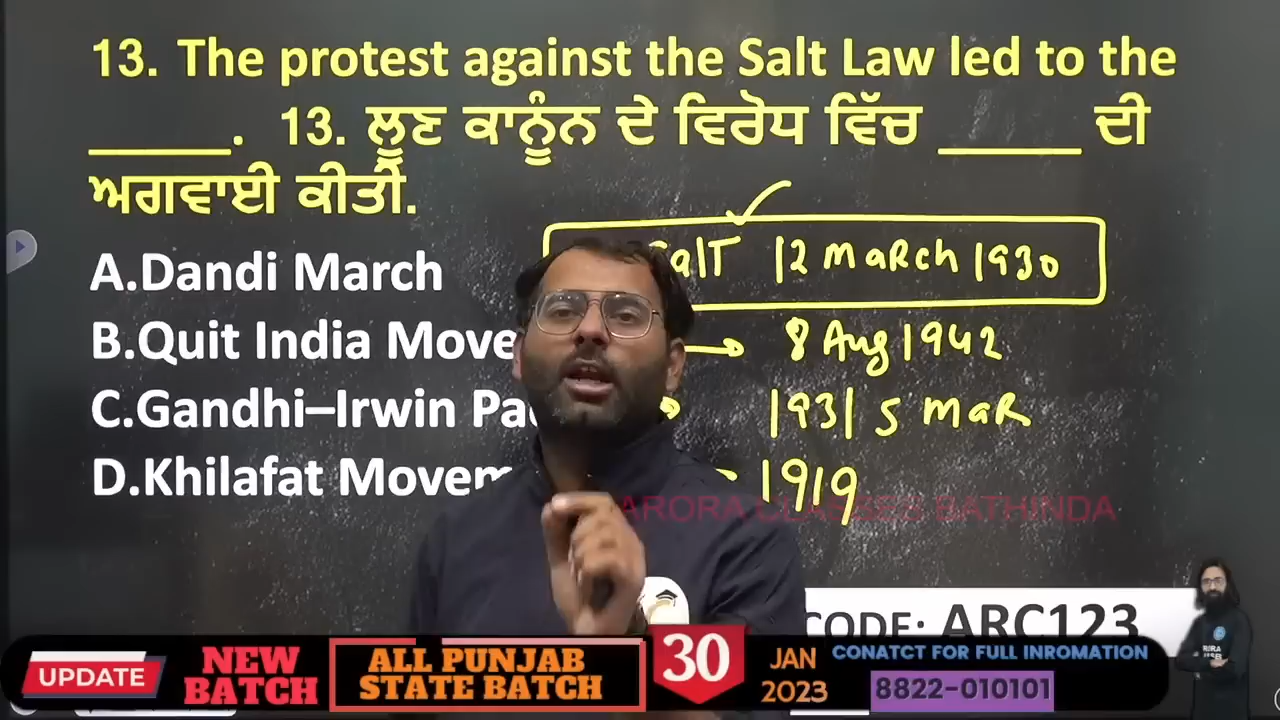 13. The protest against the Salt Law led to the
_____. 13. ਲੂਣ ਕਾਨੂੰਨ ਦੇ ਵਿਰੋਧ ਵਿੱਚ _____ ਦੀ
ਅਗਵਾਈ ਕੀਤੀ.
A.Dandi March
SalT 12 MaRch 1930
B.Quit India Move
8 Aug 1942
C.Gandhi–Irwin Pa
1931 5 MaR
D.Khilafat Movem
1919
ARORA CLASSES BATHINDA
CODE: ARC123
UPDATE
NEW
BATCH
ALL PUNJAB
STATE BATCH
30
JAN
2023
CONATCT FOR FULL INROMATION
8822-010101